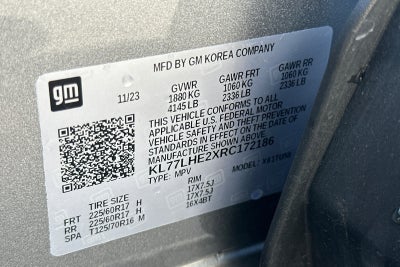 MFD BY GM KOREA COMPANY
gm
11/23
GVWR GAWR FRT GAWR RR
1880 KG 1060 KG 1060 KG
4145 LB 2336 LB 2336 LB
THIS VEHICLE CONFORMS TO ALL
APPLICABLE U.S. FEDERAL MOTOR
VEHICLE SAFETY, BUMPER, AND THEFT
PREVENTION STANDARDS IN EFFECT ON
THE DATE OF MANUFACTURE SHOWN ABOVE.
KL77LHE2XRC172186
TYPE: MPV MODEL:
TIRE SIZE RIM
FRT 225/60R17 H 17X7.5J
RR 225/60R17 H 17X7.5J
SPA T125/70R16 M 16X4BT